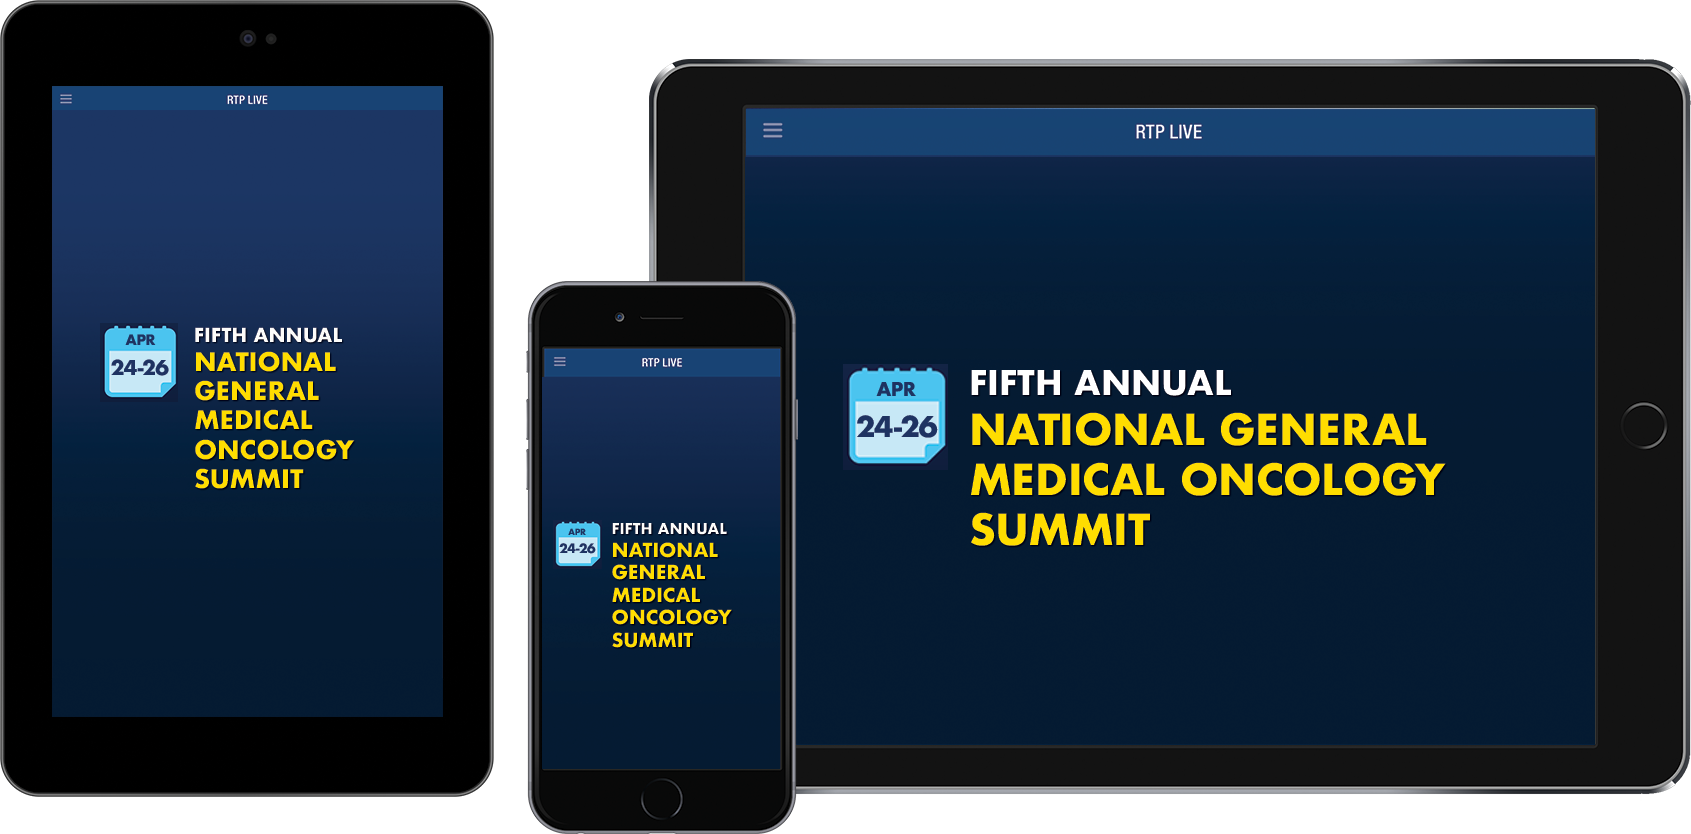 RTP LIVE
APR
24-26
FIFTH ANNUAL
NATIONAL
GENERAL
MEDICAL
ONCOLOGY
SUMMIT
RTP LIVE
APR
24-26
FIFTH ANNUAL
NATIONAL
GENERAL
MEDICAL
ONCOLOGY
SUMMIT
RTP LIVE
APR
24-26
FIFTH ANNUAL
NATIONAL GENERAL
MEDICAL ONCOLOGY
SUMMIT